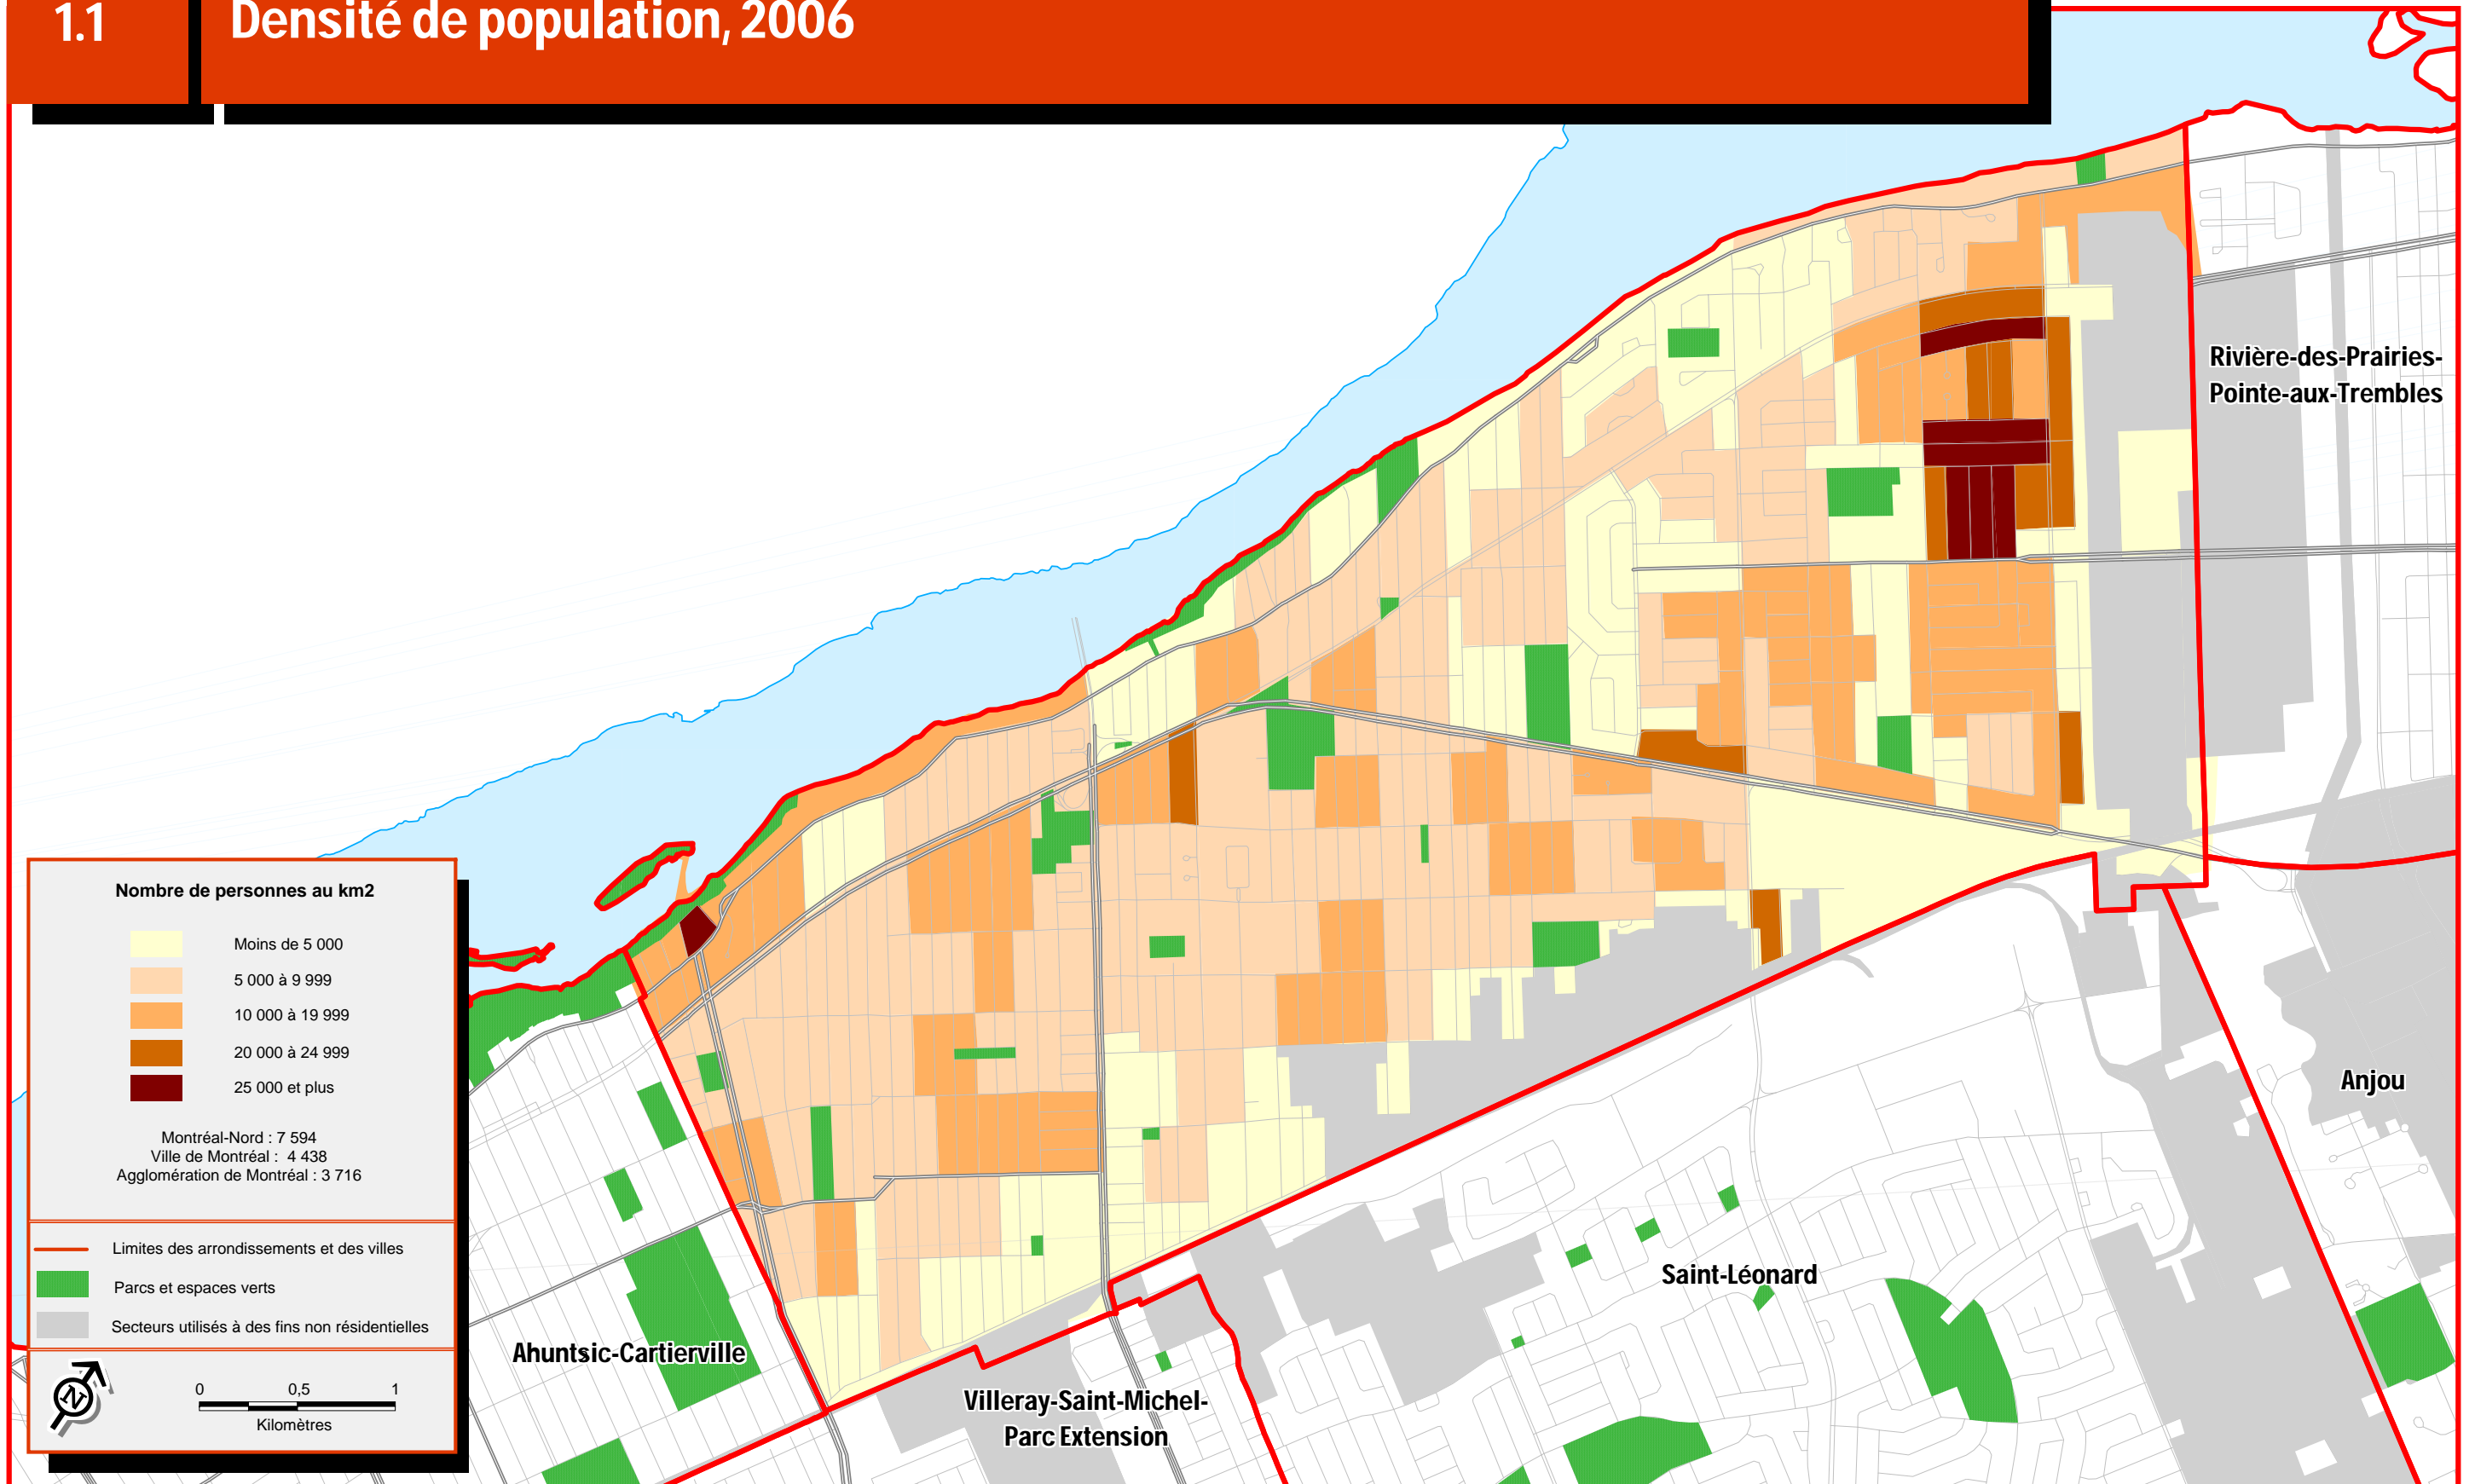 1.1
Densité de population, 2006
Rivière-des-Prairies-
Pointe-aux-Trembles
Nombre de personnes au km2
Moins de 5 000
5 000 à 9 999
10 000 à 19 999
20 000 à 24 999
25 000 et plus
Montréal-Nord : 7 594
Ville de Montréal : 4 438
Agglomération de Montréal : 3 716
Limites des arrondissements et des villes
Parcs et espaces verts
Secteurs utilisés à des fins non résidentielles
N
0 0,5 1
Kilomètres
Anjou
Saint-Léonard
Ahuntsic-Cartierville
Villeray-Saint-Michel-
Parc Extension